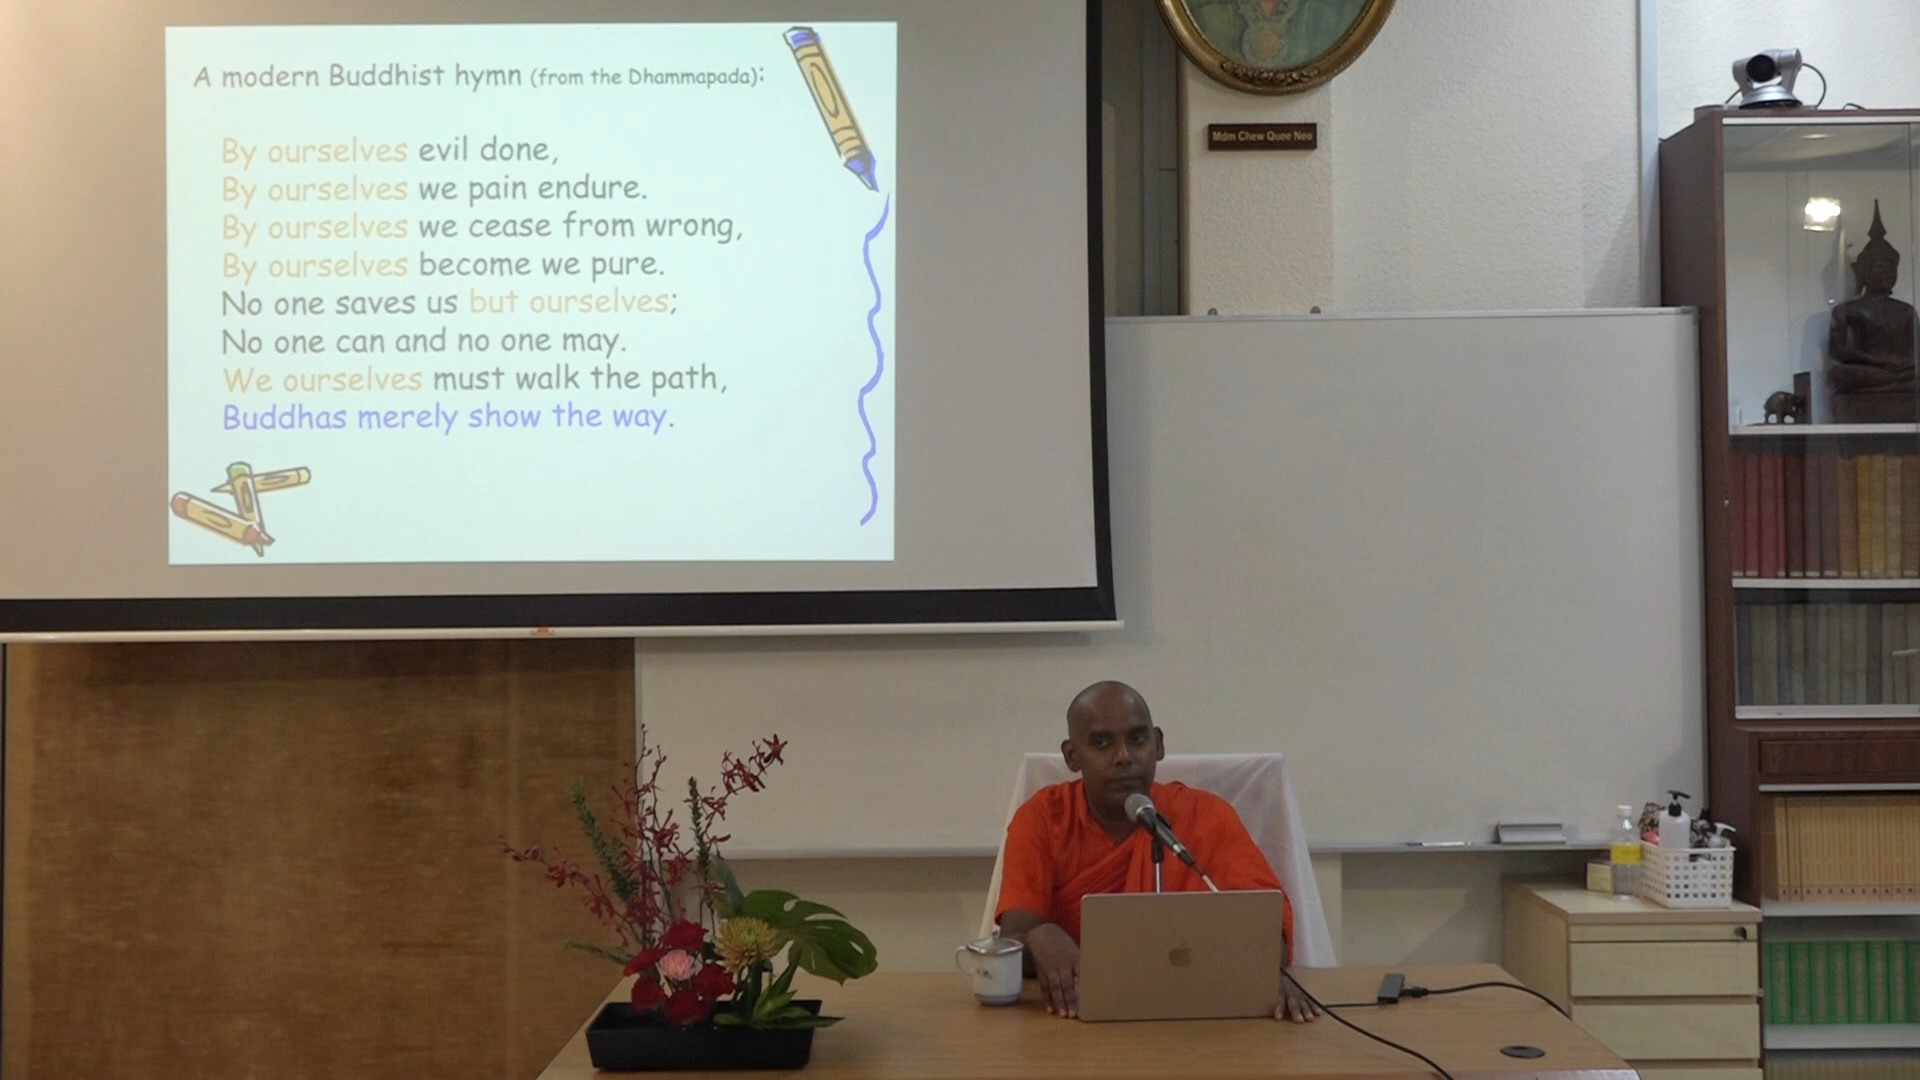 A modern Buddhist hymn (from the Dhammapada):
By ourselves evil done,
By ourselves we pain endure.
By ourselves we cease from wrong,
By ourselves become we pure.
No one saves us but ourselves;
No one can and no one may.
We ourselves must walk the path,
Buddhas merely show the way.
Mdm Chew Quee Neo